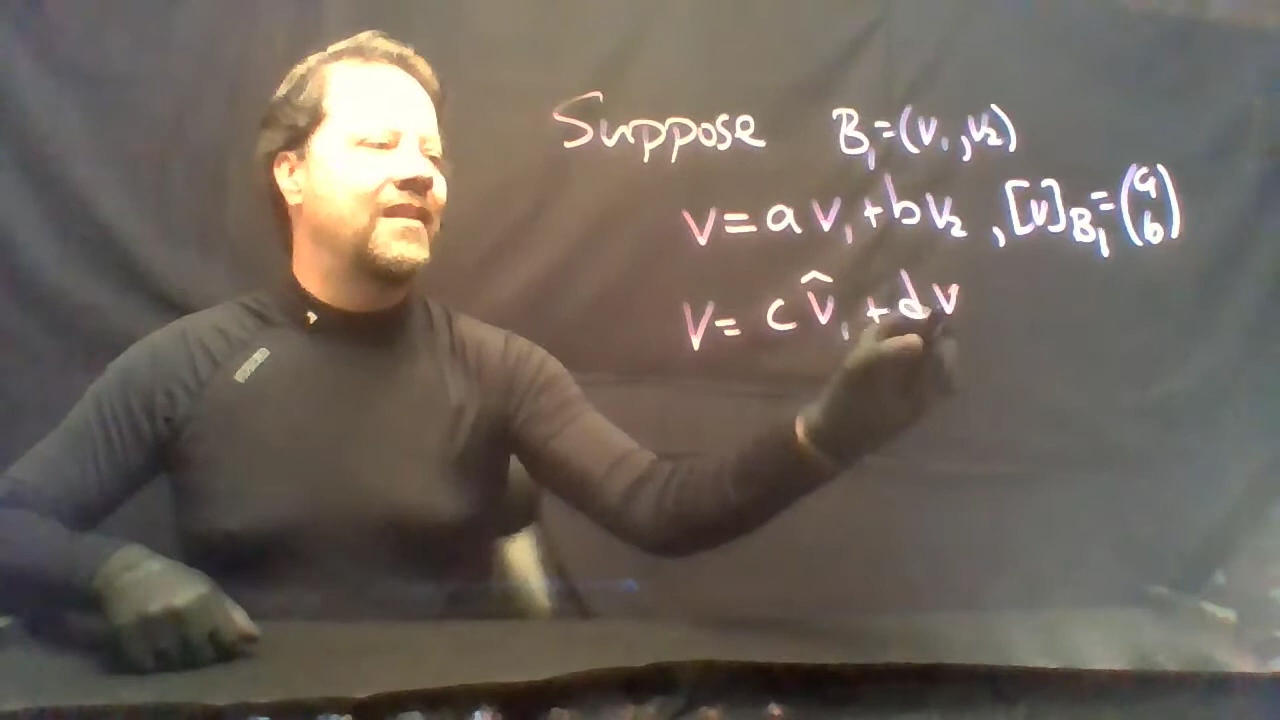 Suppose B₁=(v₁,v₂)
v=av₁+bv₂,[v]B₁=(a b)
v=cv̂₁+dv